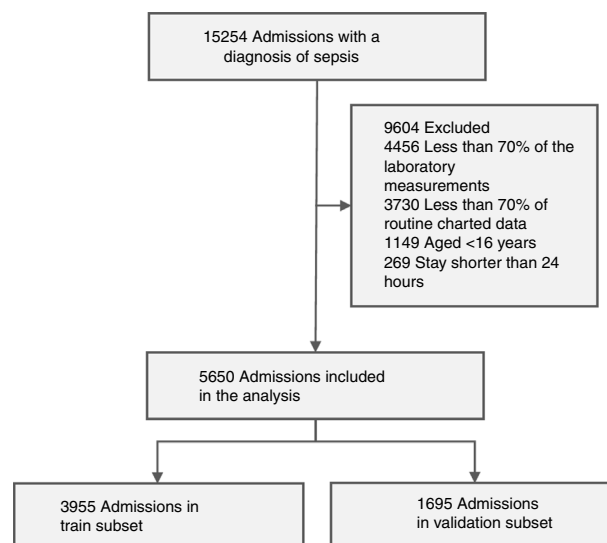 15254 Admissions with a
diagnosis of sepsis
9604 Excluded
4456 Less than 70% of the
laboratory
measurements
3730 Less than 70% of
routine charted data
1149 Aged <16 years
269 Stay shorter than 24
hours
5650 Admissions included
in the analysis
3955 Admissions in
train subset
1695 Admissions
in validation subset